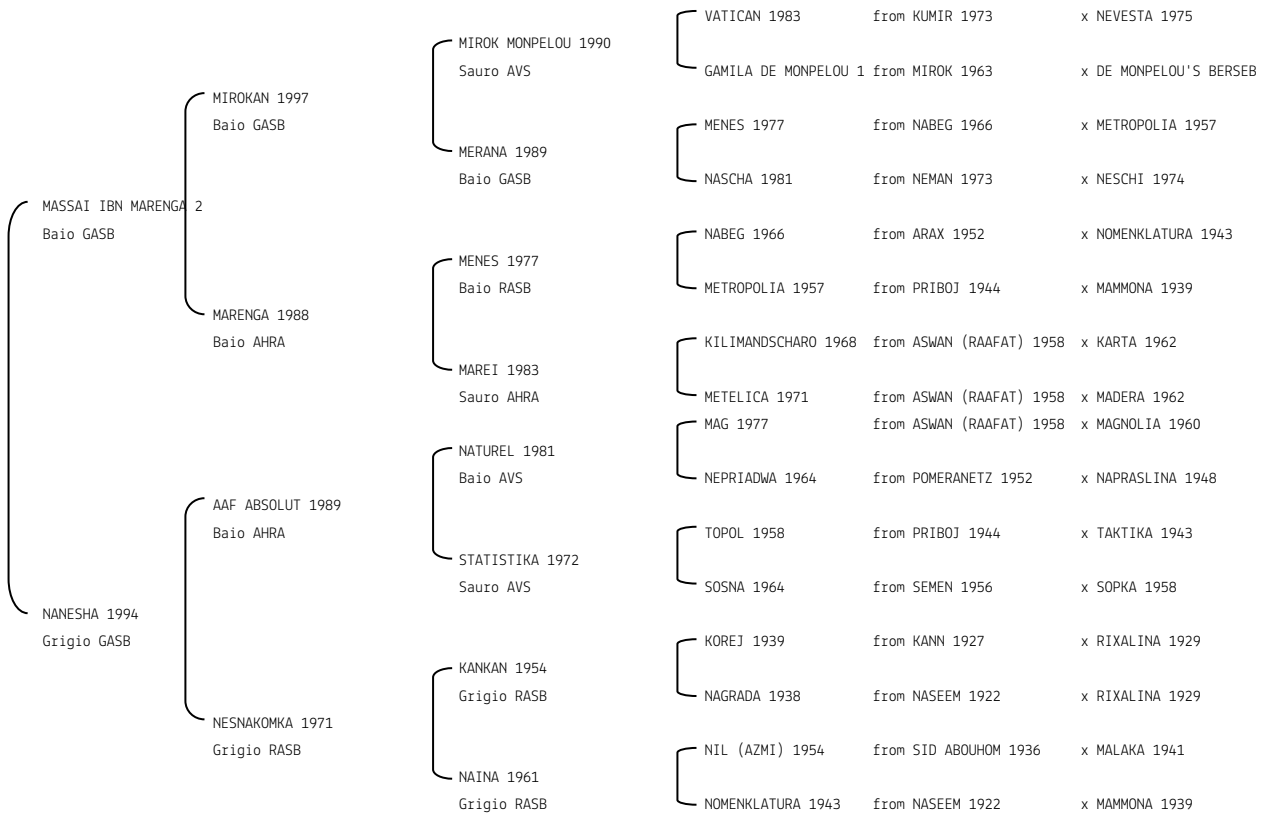 VATICAN 1983 from KUMIR 1973 x NEVESTA 1975
MIROK MONPELOU 1990
Sauro AVS
GAMILA DE MONPELOU 1 from MIROK 1963 x DE MONPELOU'S BERSEB
MIROKAN 1997
Baio GASB
MENES 1977 from NABEG 1966 x METROPOLIA 1957
MERANA 1989
Baio GASB
NASCHA 1981 from NEMAN 1973 x NESCHI 1974
MASSAI IBN MARENGA 2
Baio GASB
NABEG 1966 from ARAX 1952 x NOMENKLATURA 1943
MENES 1977
Baio RASB
METROPOLIA 1957 from PRIBOJ 1944 x MAMMONA 1939
MARENGA 1988
Baio AHRA
KILIMANDSCHARO 1968 from ASWAN (RAAFAT) 1958 x KARTA 1962
MAREI 1983
Sauro AHRA
METELICA 1971 from ASWAN (RAAFAT) 1958 x MADERA 1962
MAG 1977 from ASWAN (RAAFAT) 1958 x MAGNOLIA 1960
NATUREL 1981
Baio AVS
NEPRIADWA 1964 from POMERANETZ 1952 x NAPRASLINA 1948
AAF ABSOLUT 1989
Baio AHRA
TOPOL 1958 from PRIBOJ 1944 x TAKTIKA 1943
STATISTIKA 1972
Sauro AVS
SOSNA 1964 from SEMEN 1956 x SOPKA 1958
NANESHA 1994
Grigio GASB
KOREJ 1939 from KANN 1927 x RIXALINA 1929
KANKAN 1954
Grigio RASB
NAGRADA 1938 from NASEEM 1922 x RIXALINA 1929
NESNAKOMKA 1971
Grigio RASB
NIL (AZMI) 1954 from SID ABOUHOM 1936 x MALAKA 1941
NAINA 1961
Grigio RASB
NOMENKLATURA 1943 from NASEEM 1922 x MAMMONA 1939